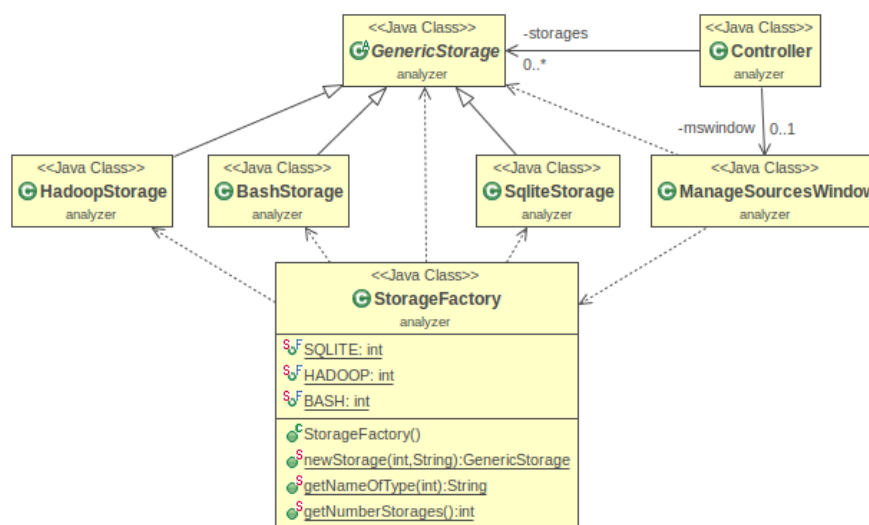 <<Java Class>>
GenericStorage
analyzer
-storages
0..*
<<Java Class>>
Controller
analyzer
-mswindow
0..1
<<Java Class>>
HadoopStorage
analyzer
<<Java Class>>
BashStorage
analyzer
<<Java Class>>
SqliteStorage
analyzer
<<Java Class>>
ManageSourcesWindow
analyzer
<<Java Class>>
StorageFactory
analyzer
SQLITE: int
HADOOP: int
BASH: int
StorageFactory()
newStorage(int,String):GenericStorage
getNameOfType(int):String
getNumberStorages():int